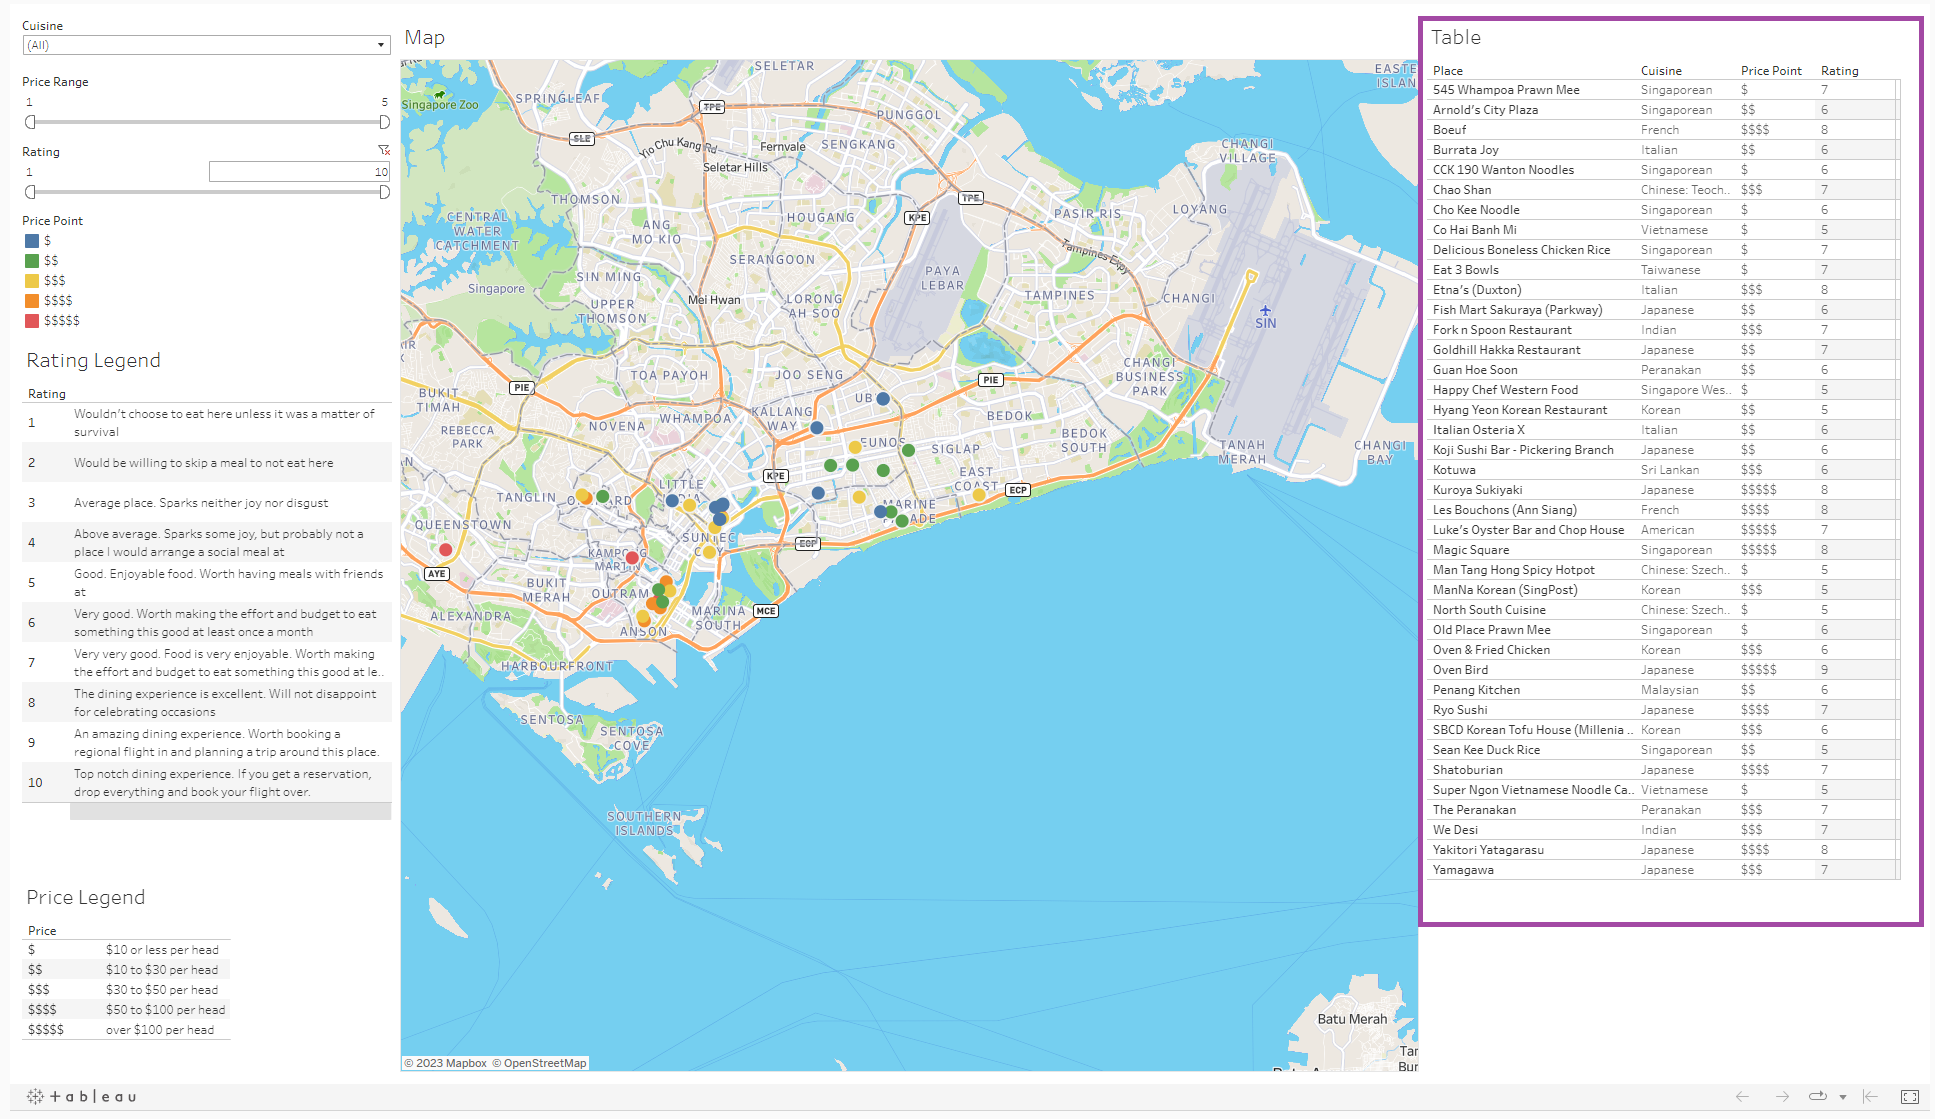 Cuisine
(All)
Price Range
1 5
Rating
1 10
Price Point
$
$$
$$$
$$$$
$$$$$
Rating Legend
Rating
1 Wouldn't choose to eat here unless it was a matter of
survival
2 Would be willing to skip a meal to not eat here
3 Average place. Sparks neither joy nor disgust
4 Above average. Sparks some joy, but probably not a
place I would arrange a social meal at
5 Good. Enjoyable food. Worth having meals with friends
at
6 Very good. Worth making the effort and budget to eat
something this good at least once a month
7 Very very good. Food is very enjoyable. Worth making
the effort and budget to eat something this good at le..
8 The dining experience is excellent. Will not disappoint
for celebrating occasions
9 An amazing dining experience. Worth booking a
regional flight in and planning a trip around this place.
10 Top notch dining experience. If you get a reservation,
drop everything and book your flight over.
Price Legend
Price
$ $10 or less per head
$$ $10 to $30 per head
$$$ $30 to $50 per head
$$$$ $50 to $100 per head
$$$$$ over $100 per head
Map
SELETAR
EASTE
ISLAN
Singapore Zoo
SPRINGLEAF
TPE
PUNGGOL
SLE
Yio Chu Kang Rd
Fernvale
SENGKANG
Seletar Hills
CHANGI
VILLAGE
THOMSON
TPE
CENTRAL
WATER
CATCHMENT
HOUGANG
KPE
PASIR RIS
LOYANG
ANG
MO KIO
Tampines Expy
SERANGOON
SIN MING
PAYA
LEBAR
Singapore
Mei Hwan
UPPER
THOMSON
LORONG
AH SOO
TAMPINES
CHANGI
SIN
JOO SENG
TOA PAYOH
PIE
PIE
CHANGI
BUSINESS
PARK
BUKIT
TIMAH
UB
KALLANG
WAY
WHAMPOA
NOVENA
BEDOK
REBECCA
PARK
EUNOS
SIGLAP
BEDOK
SOUTH
TANAH
MERAH
CHANGI
BAY
KPE
LITTLE
EAST
COAST
ECP
TANGLIN
MARINE
QUEENSTOWN
SUNTEC
ECP
KAMPONG
MARTIN
AYE
BUKIT
MERAH
OUTRAM
MARINA
SOUTH
MCE
ALEXANDRA
ANSON
HARBOURFRONT
SENTOSA
SENTOSA
COVE
SOUTHERN
ISLANDS
Batu Merah
Tar
Bur
© 2023 Mapbox © OpenStreetMap
Table
Place Cuisine Price Point Rating
545 Whampoa Prawn Mee Singaporean $ 7
Arnold's City Plaza Singaporean $$ 6
Boeuf French $$$$ 8
Burrata Joy Italian $$ 6
CCK 190 Wanton Noodles Singaporean $ 6
Chao Shan Chinese: Teoch.. $$$ 7
Cho Kee Noodle Singaporean $ 6
Co Hai Banh Mi Vietnamese $ 5
Delicious Boneless Chicken Rice Singaporean $ 7
Eat 3 Bowls Taiwanese $ 7
Etna's (Duxton) Italian $$$ 8
Fish Mart Sakuraya (Parkway) Japanese $$ 6
Fork n Spoon Restaurant Indian $$$ 7
Goldhill Hakka Restaurant Japanese $$ 7
Guan Hoe Soon Peranakan $$ 6
Happy Chef Western Food Singapore Wes.. $ 5
Hyang Yeon Korean Restaurant Korean $$ 5
Italian Osteria X Italian $$ 6
Koji Sushi Bar - Pickering Branch Japanese $$ 6
Kotuwa Sri Lankan $$$ 6
Kuroya Sukiyaki Japanese $$$$$ 8
Les Bouchons (Ann Siang) French $$$$ 8
Luke's Oyster Bar and Chop House American $$$$$ 7
Magic Square Singaporean $$$$$ 8
Man Tang Hong Spicy Hotpot Chinese: Szech.. $ 5
ManNa Korean (SingPost) Korean $$$ 5
North South Cuisine Chinese: Szech.. $ 5
Old Place Prawn Mee Singaporean $ 6
Oven & Fried Chicken Korean $$$ 6
Oven Bird Japanese $$$$$ 9
Penang Kitchen Malaysian $$ 6
Ryo Sushi Japanese $$$$ 7
SBCD Korean Tofu House (Millenia .. Korean $$$ 6
Sean Kee Duck Rice Singaporean $$ 5
Shatoburian Japanese $$$$ 7
Super Ngon Vietnamese Noodle Ca.. Vietnamese $ 5
The Peranakan Peranakan $$$ 7
We Desi Indian $$$ 7
Yakitori Yatagarasu Japanese $$$$ 8
Yamagawa Japanese $$$ 7
+ableau